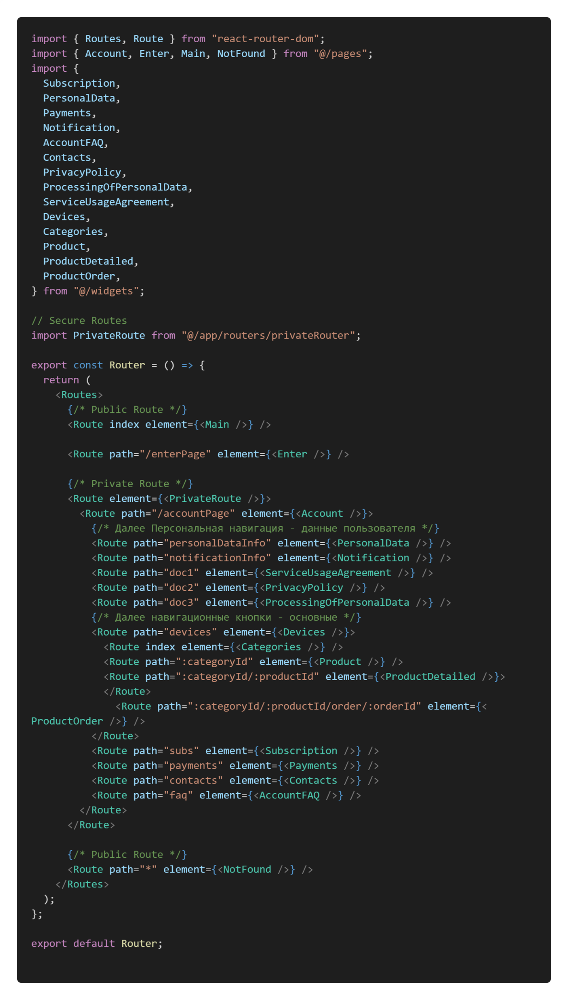 import { Routes, Route } from "react-router-dom";
import { Account, Enter, Main, NotFound } from "@/pages";
import {
  Subscription,
  PersonalData,
  Payments,
  Notification,
  AccountFAQ,
  Contacts,
  PrivacyPolicy,
  ProcessingOfPersonalData,
  ServiceUsageAgreement,
  Devices,
  Categories,
  Product,
  ProductDetailed,
  ProductOrder,
} from "@/widgets";

// Secure Routes
import PrivateRoute from "@/app/routers/privateRouter";

export const Router = () => {
  return (
    <Routes>
      {/* Public Route */}
      <Route index element={<Main />} />

      <Route path="/enterPage" element={<Enter />} />

      {/* Private Route */}
      <Route element={<PrivateRoute />}>
        <Route path="/accountPage" element={<Account />}>
          {/* Далее Персональная навигация - данные пользователя */}
          <Route path="personalDataInfo" element={<PersonalData />} />
          <Route path="notificationInfo" element={<Notification />} />
          <Route path="doc1" element={<ServiceUsageAgreement />} />
          <Route path="doc2" element={<PrivacyPolicy />} />
          <Route path="doc3" element={<ProcessingOfPersonalData />} />
          {/* Далее навигационные кнопки - основные */}
          <Route path="devices" element={<Devices />}>
            <Route index element={<Categories />} />
            <Route path=":categoryId" element={<Product />} />
            <Route path=":categoryId/:productId" element={<ProductDetailed />}>
            </Route>
              <Route path=":categoryId/:productId/order/:orderId" element={<
ProductOrder />} />
          </Route>
          <Route path="subs" element={<Subscription />} />
          <Route path="payments" element={<Payments />} />
          <Route path="contacts" element={<Contacts />} />
          <Route path="faq" element={<AccountFAQ />} />
        </Route>
      </Route>

      {/* Public Route */}
      <Route path="*" element={<NotFound />} />
    </Routes>
  );
};

export default Router;